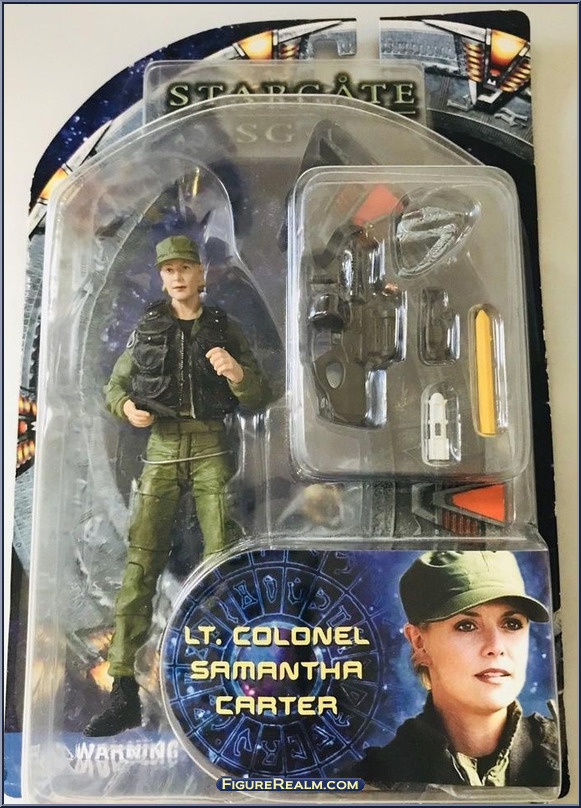 STARGATE
SG
LT. COLONEL
SAMANTHA
CARTER
WARNING
FIGUREREALM.COM